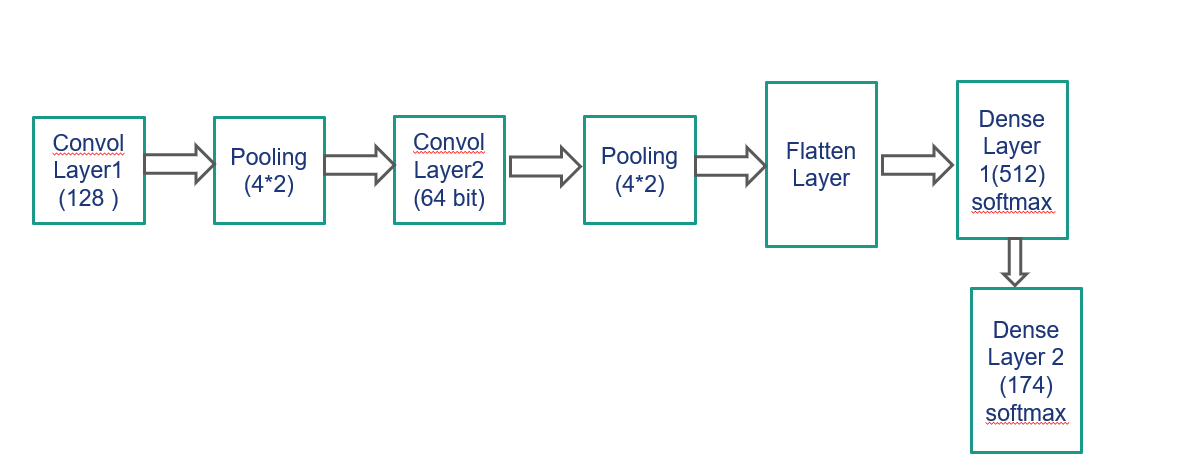 Convol
Layer1
(128 )
Pooling
(4*2)
Convol
Layer2
(64 bit)
Pooling
(4*2)
Flatten
Layer
Dense
Layer
1(512)
softmax
Dense
Layer 2
(174)
softmax